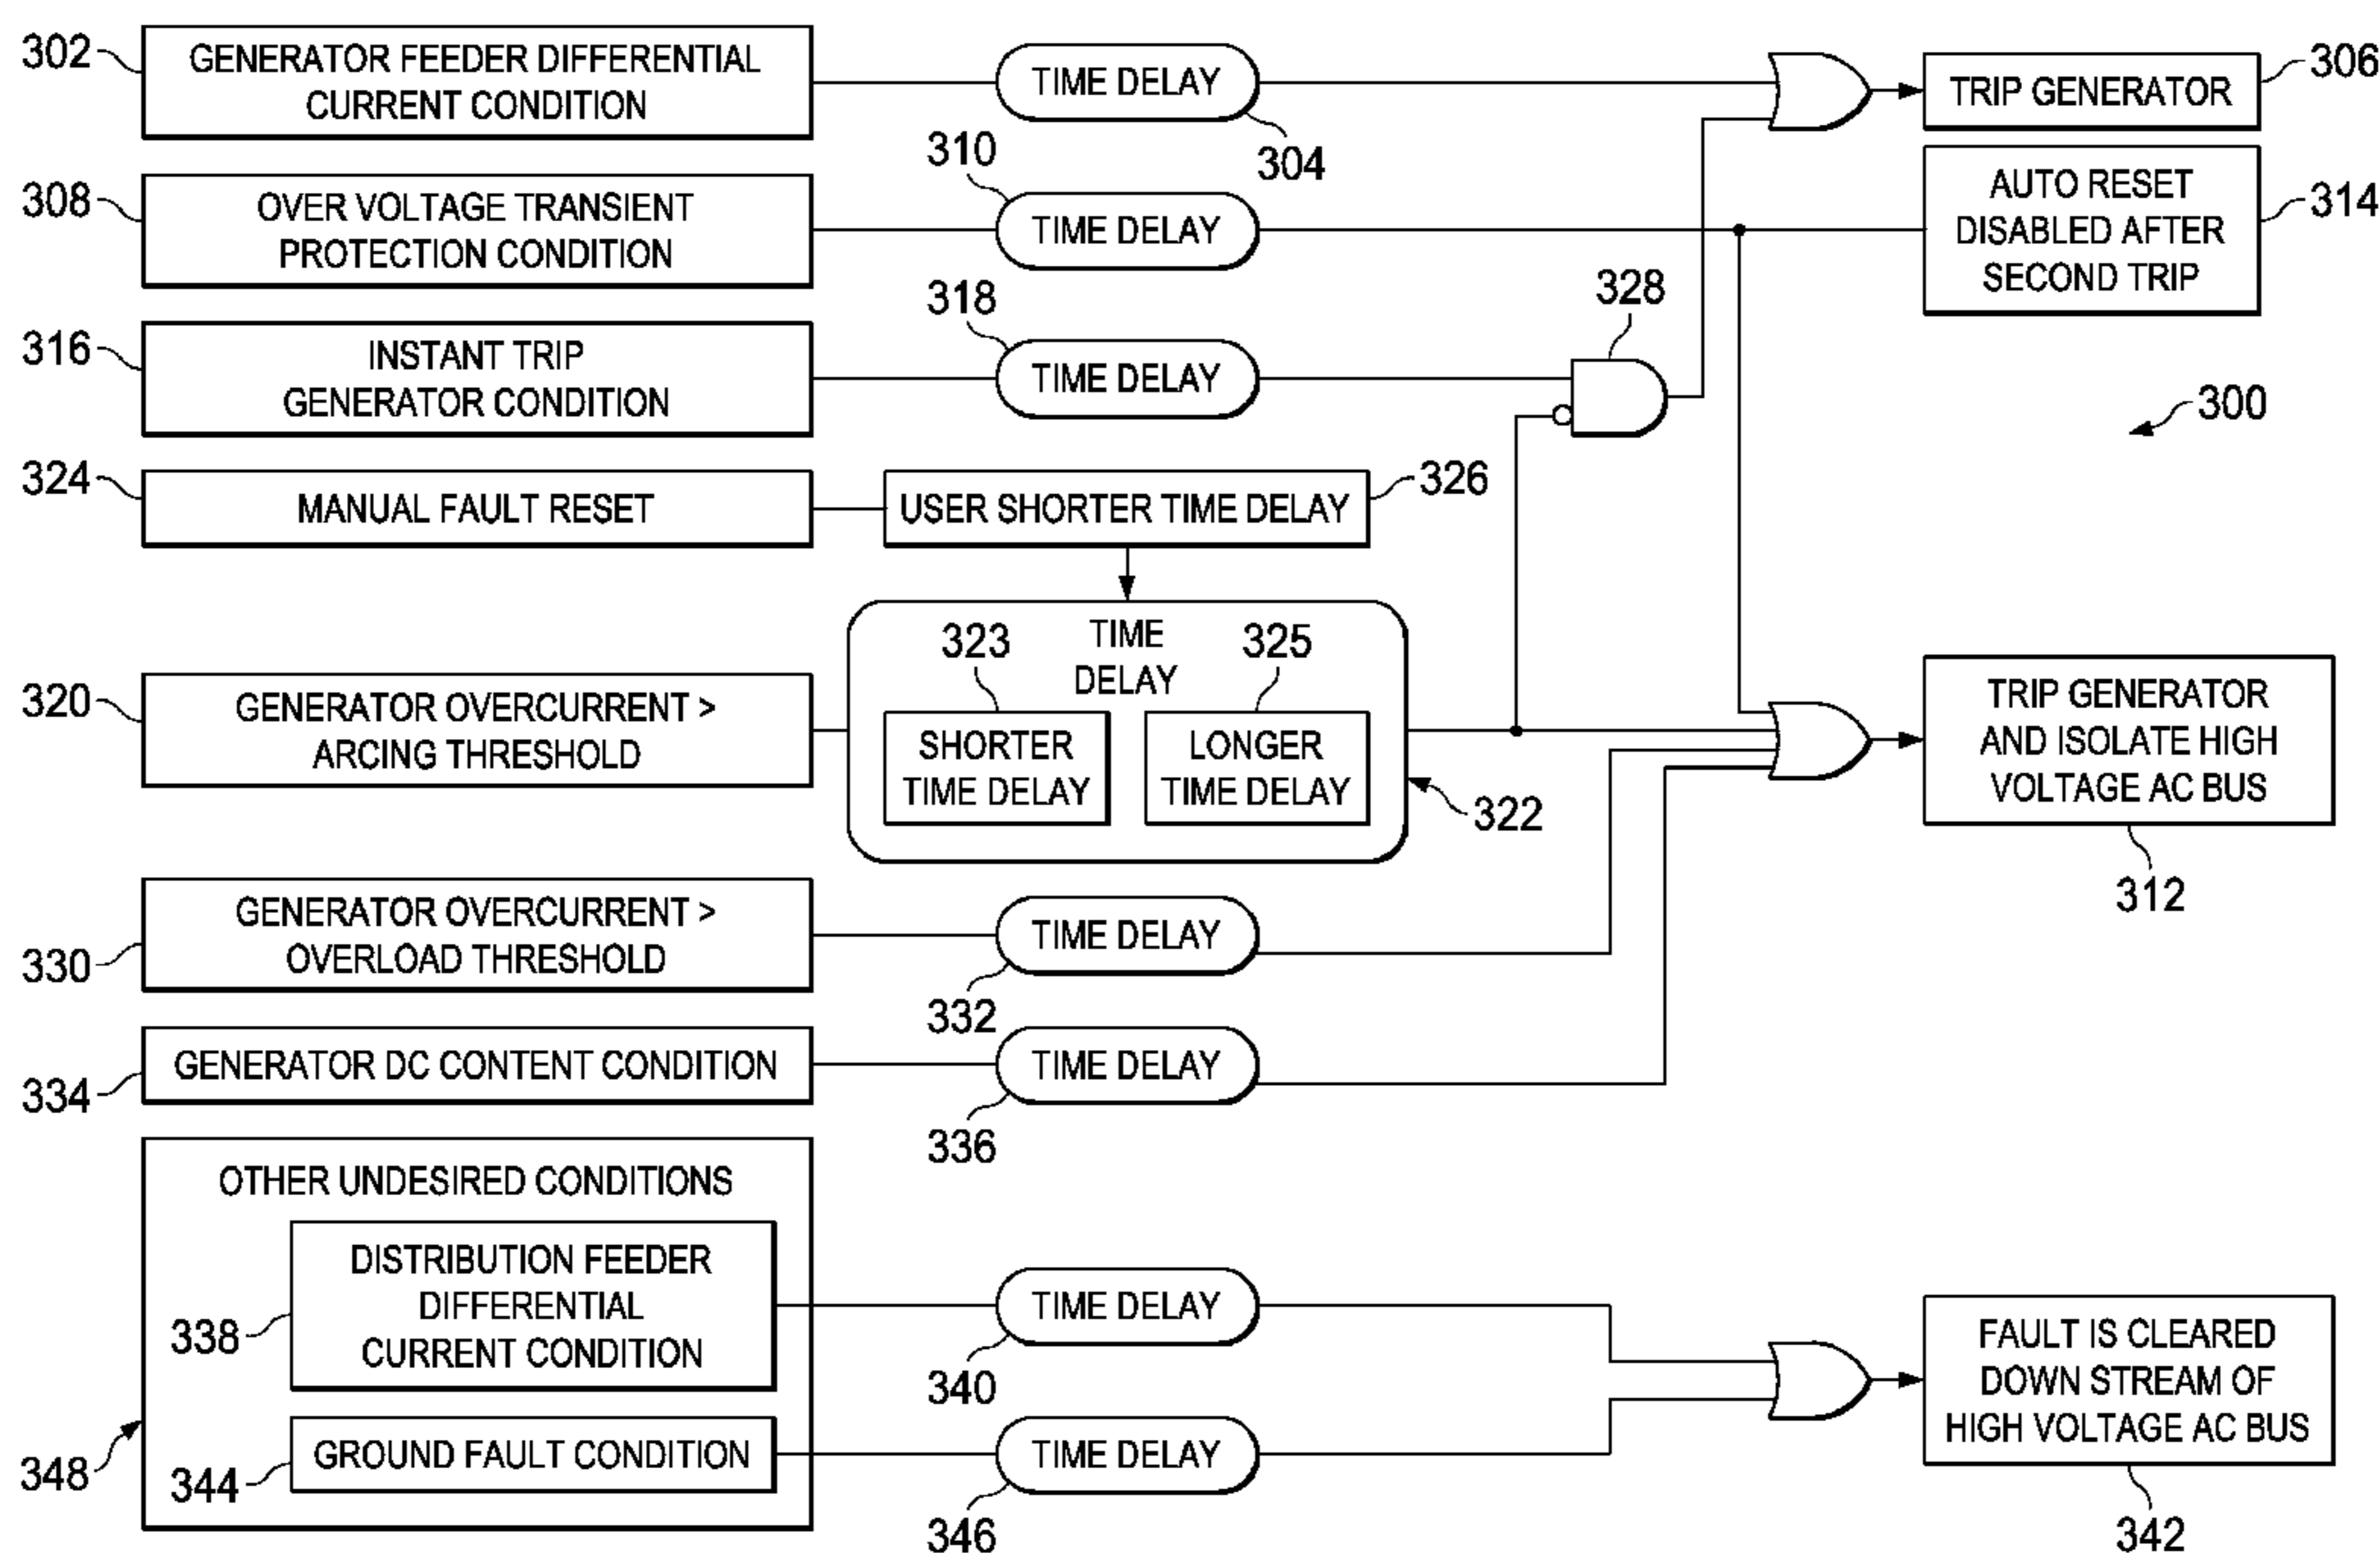 302
GENERATOR FEEDER DIFFERENTIAL
CURRENT CONDITION
TIME DELAY
304
TRIP GENERATOR
306
308
OVER VOLTAGE TRANSIENT
PROTECTION CONDITION
310
TIME DELAY
AUTO RESET
DISABLED AFTER
SECOND TRIP
314
316
INSTANT TRIP
GENERATOR CONDITION
318
TIME DELAY
328
300
324
MANUAL FAULT RESET
USER SHORTER TIME DELAY
326
320
GENERATOR OVERCURRENT >
ARCING THRESHOLD
TIME
DELAY
323
SHORTER
TIME DELAY
325
LONGER
TIME DELAY
322
TRIP GENERATOR
AND ISOLATE HIGH
VOLTAGE AC BUS
312
330
GENERATOR OVERCURRENT >
OVERLOAD THRESHOLD
TIME DELAY
332
334
GENERATOR DC CONTENT CONDITION
TIME DELAY
336
348
OTHER UNDESIRED CONDITIONS
338
DISTRIBUTION FEEDER
DIFFERENTIAL
CURRENT CONDITION
TIME DELAY
340
344
GROUND FAULT CONDITION
TIME DELAY
346
FAULT IS CLEARED
DOWN STREAM OF
HIGH VOLTAGE AC BUS
342